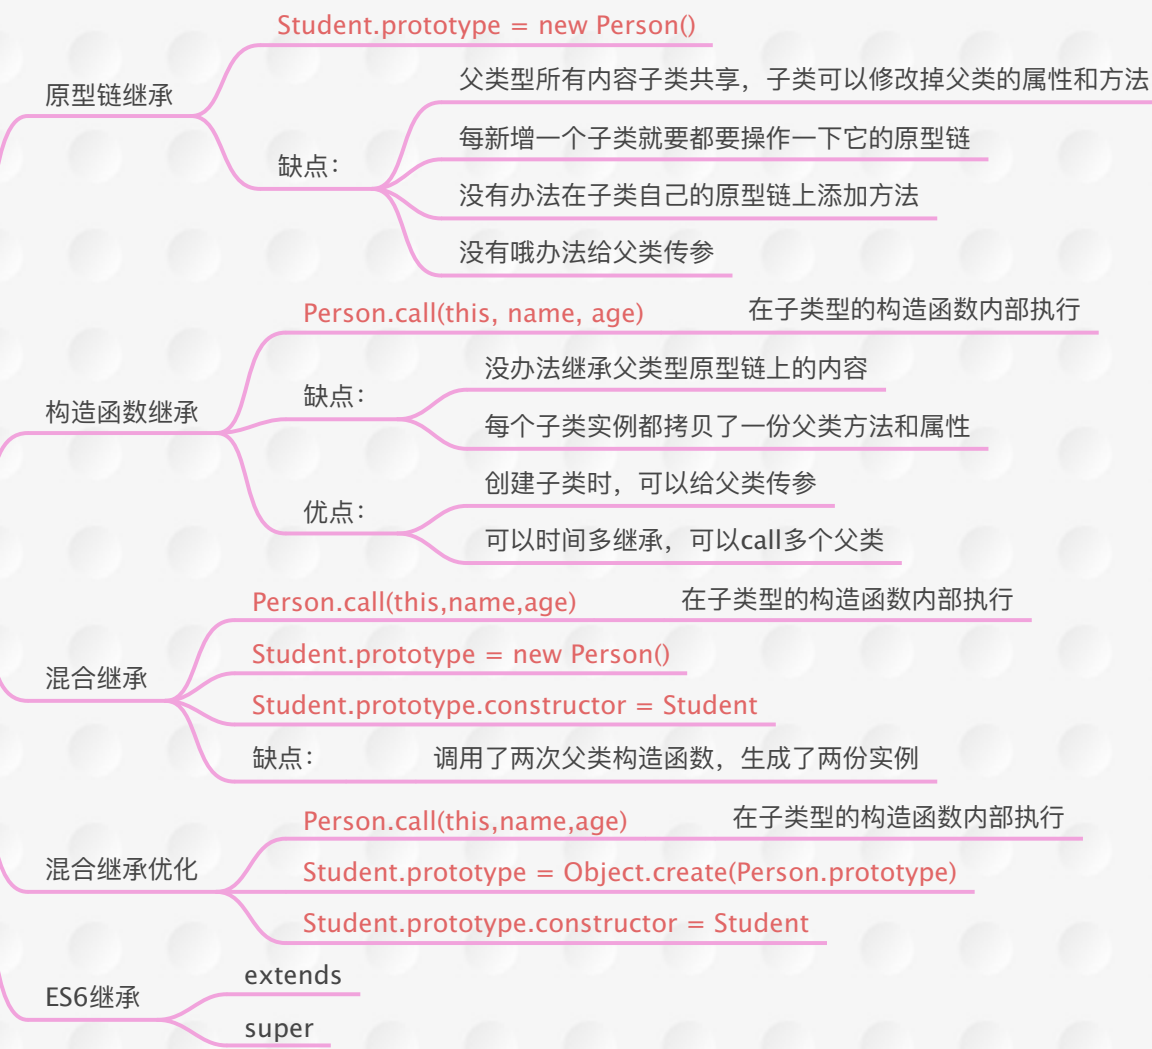 Student.prototype = new Person()
原型链继承
缺点：
父类型所有内容子类共享，子类可以修改掉父类的属性和方法
每新增一个子类就要都要操作一下它的原型链
没有办法在子类自己的原型链上添加方法
没有哦办法给父类传参
构造函数继承
Person.call(this, name, age) 在子类型的构造函数内部执行
缺点：
没办法继承父类型原型链上的内容
每个子类实例都拷贝了一份父类方法和属性
优点：
创建子类时，可以给父类传参
可以时间多继承，可以call多个父类
混合继承
Person.call(this,name,age) 在子类型的构造函数内部执行
Student.prototype = new Person()
Student.prototype.constructor = Student
缺点： 调用了两次父类构造函数，生成了两份实例
混合继承优化
Person.call(this,name,age) 在子类型的构造函数内部执行
Student.prototype = Object.create(Person.prototype)
Student.prototype.constructor = Student
ES6继承
extends
super